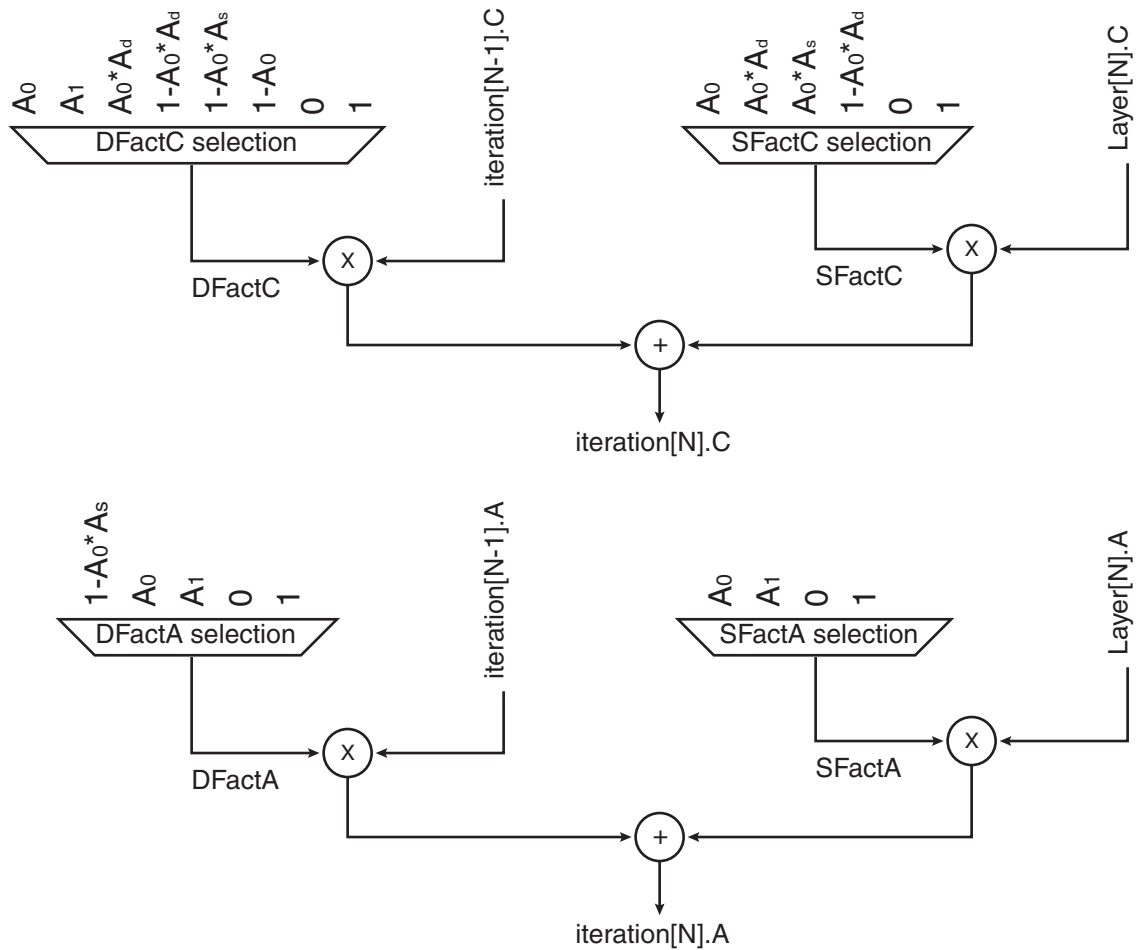 A0
A1
A0*Ad
1-A0*Ad
1-A0*As
1-A0
0
1
DFactC selection
iteration[N-1].C
A0
A0*Ad
A0*As
1-A0*Ad
0
1
SFactC selection
Layer[N].C
X
X
DFactC
SFactC
+
iteration[N].C
1-A0*As
A0
A1
0
1
DFactA selection
iteration[N-1].A
A0
A1
0
1
SFactA selection
Layer[N].A
X
X
DFactA
SFactA
+
iteration[N].A